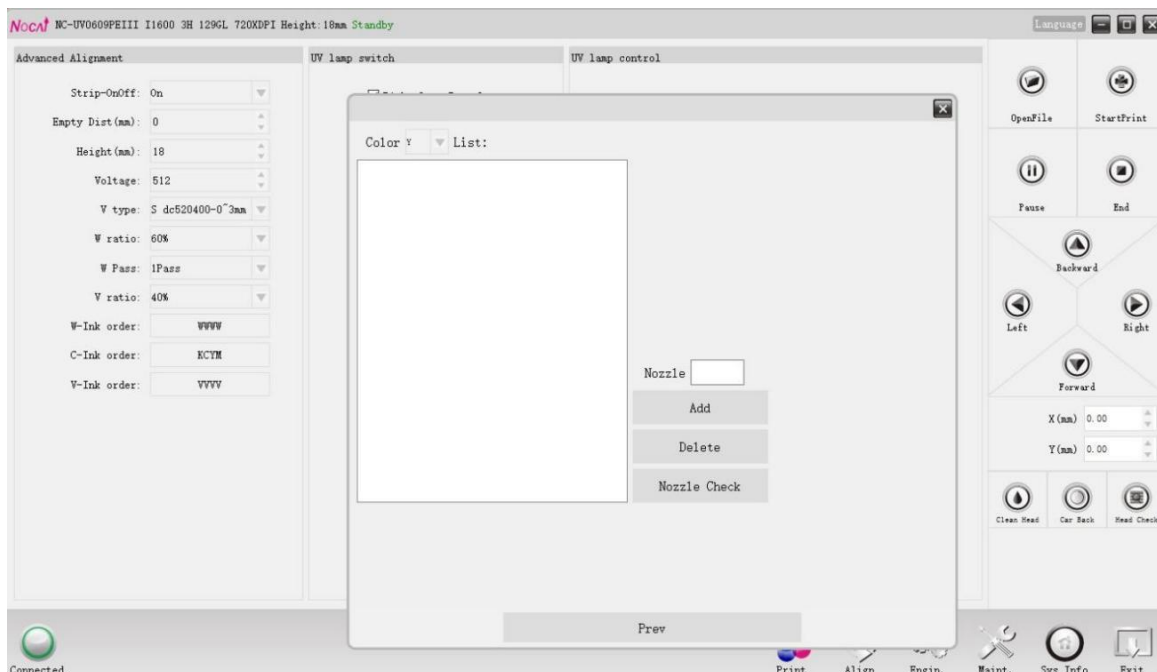 Nocai NC-UV0609PEIII I1600 3H 129GL 720XDPI Height:18mm Standby
Language
Advanced Alignment
UV lamp switch
UV lamp control
Strip-OnOff: On
Empty Dist(mm): 0
Height(mm): 18
Voltage: 512
V type: S dc520400-0~3mm
W ratio: 60%
W Pass: 1Pass
V ratio: 40%
W-Ink order: WWWW
C-Ink order: KCYM
V-Ink order: VVVV
Color Y List:
Nozzle
Add
Delete
Nozzle Check
Prev
OpenFile
StartPrint
Pause
End
Backward
Left
Right
Forward
X(mm) 0.00
Y(mm) 0.00
Clean Head
Car Back
Head Check
Connected
Print
Align
Engin.
Maint.
Sys Info
Exit